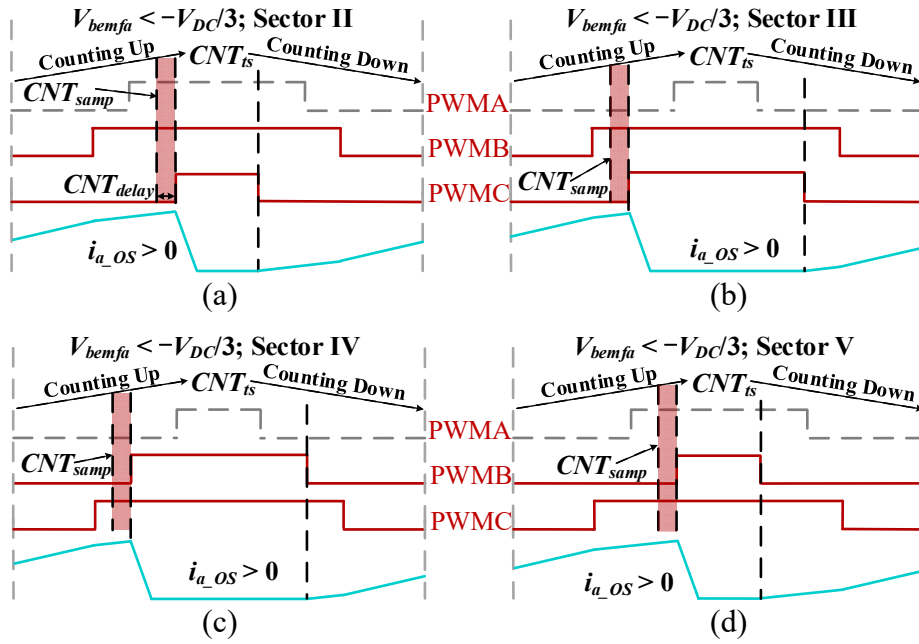 V_bemfa < −V_DC/3; Sector II
Counting Up
CNT_ts
Counting Down
CNT_samp
CNT_delay
i_a_OS > 0
(a)
PWMA
PWMB
PWMC
V_bemfa < −V_DC/3; Sector III
Counting Up
CNT_ts
Counting Down
CNT_samp
i_a_OS > 0
(b)
V_bemfa < −V_DC/3; Sector IV
Counting Up
CNT_ts
Counting Down
CNT_samp
i_a_OS > 0
(c)
PWMA
PWMB
PWMC
V_bemfa < −V_DC/3; Sector V
Counting Up
CNT_ts
Counting Down
CNT_samp
i_a_OS > 0
(d)